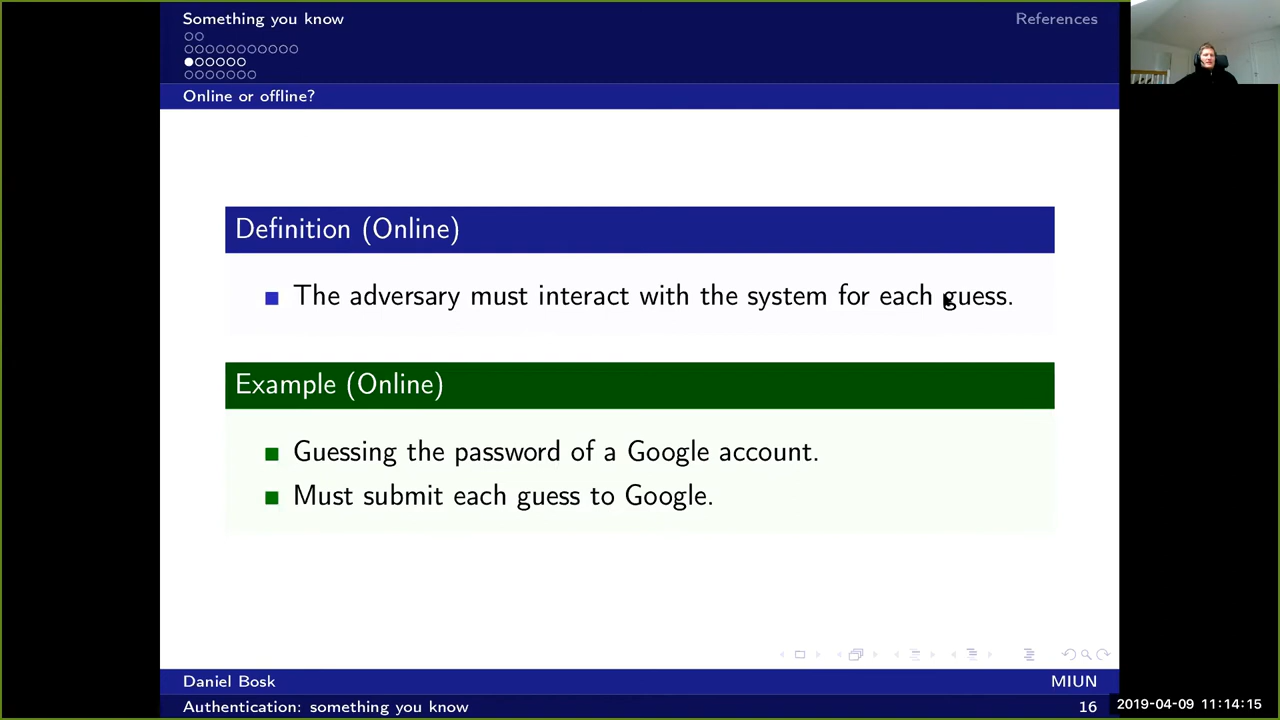 Something you know
References
Online or offline?
Definition (Online)
The adversary must interact with the system for each guess.
Example (Online)
Guessing the password of a Google account.
Must submit each guess to Google.
Daniel Bosk
MIUN
Authentication: something you know
16
2019-04-09 11:14:15